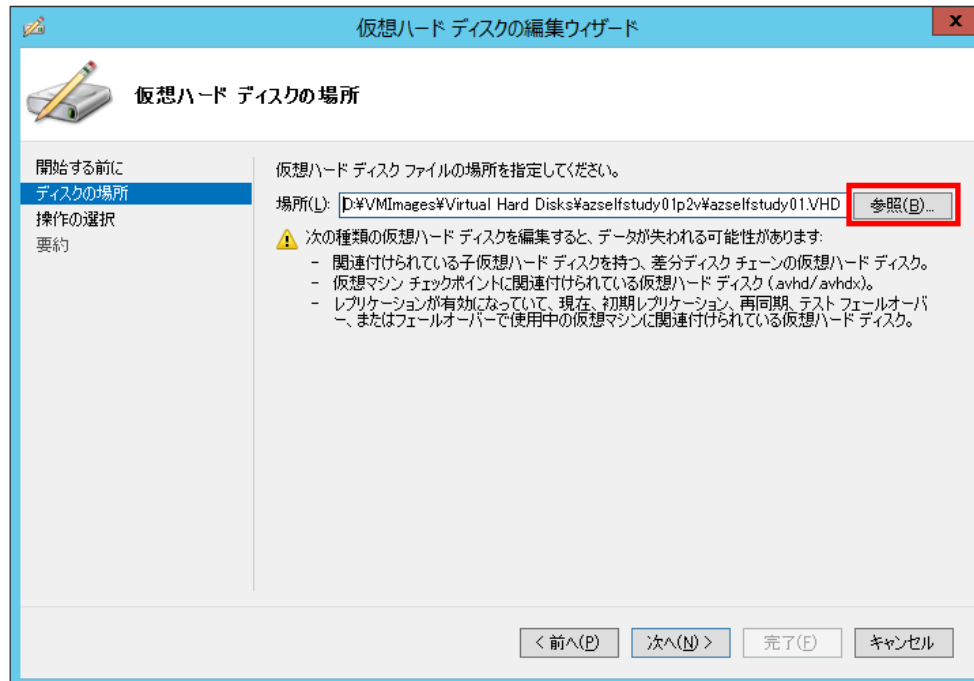 仮想ハード ディスクの編集ウィザード
x
仮想ハード ディスクの場所
開始する前に
ディスクの場所
操作の選択
要約
仮想ハード ディスク ファイルの場所を指定してください。
場所(L): D:¥VMImages¥Virtual Hard Disks¥azselfstudy01p2v¥azselfstudy01.VHD 参照(B)...
次の種類の仮想ハード ディスクを編集すると、データが失われる可能性があります:
- 関連付けられている子仮想ハード ディスクを持つ、差分ディスク チェーンの仮想ハード ディスク。
- 仮想マシン チェックポイントに関連付けられている仮想ハード ディスク (.avhd/avhdx)。
- レプリケーションが有効になっていて、現在、初期レプリケーション、再同期、テスト フェールオーバ
ー、またはフェールオーバーで使用中の仮想マシンに関連付けられている仮想ハード ディスク。
< 前へ(P) 次へ(N) > 完了(F) キャンセル